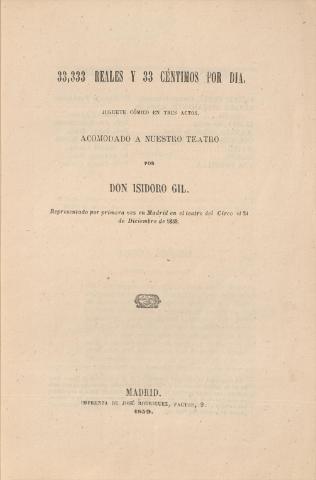 33,333 REALES Y 33 CÉNTIMOS POR DIA.
JUGUETE CÓMICO EN TRES ACTOS,
ACOMODADO A NUESTRO TEATRO
POR
DON ISIDORO GIL.
Representado por primera vez en Madrid en el teatro del Circo el 24
de Diciembre de 1858.
MADRID.
IMPRENTA DE JOSÉ RODRIGUEZ, FACTOR, 9.
1859.